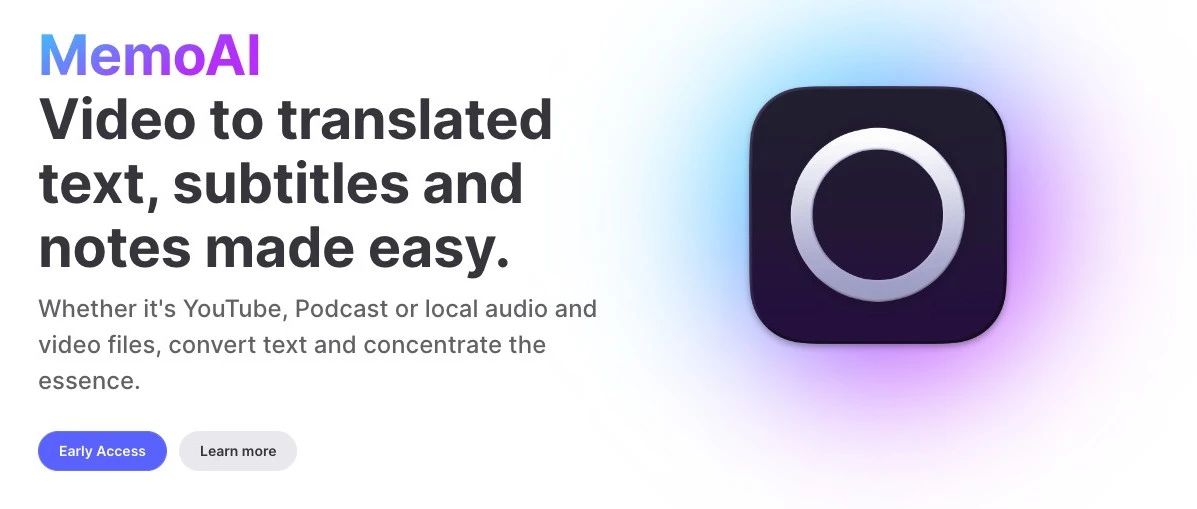 MemoAI
Video to translated
text, subtitles and
notes made easy.
Whether it's YouTube, Podcast or local audio and
video files, convert text and concentrate the
essence.
Early Access
Learn more